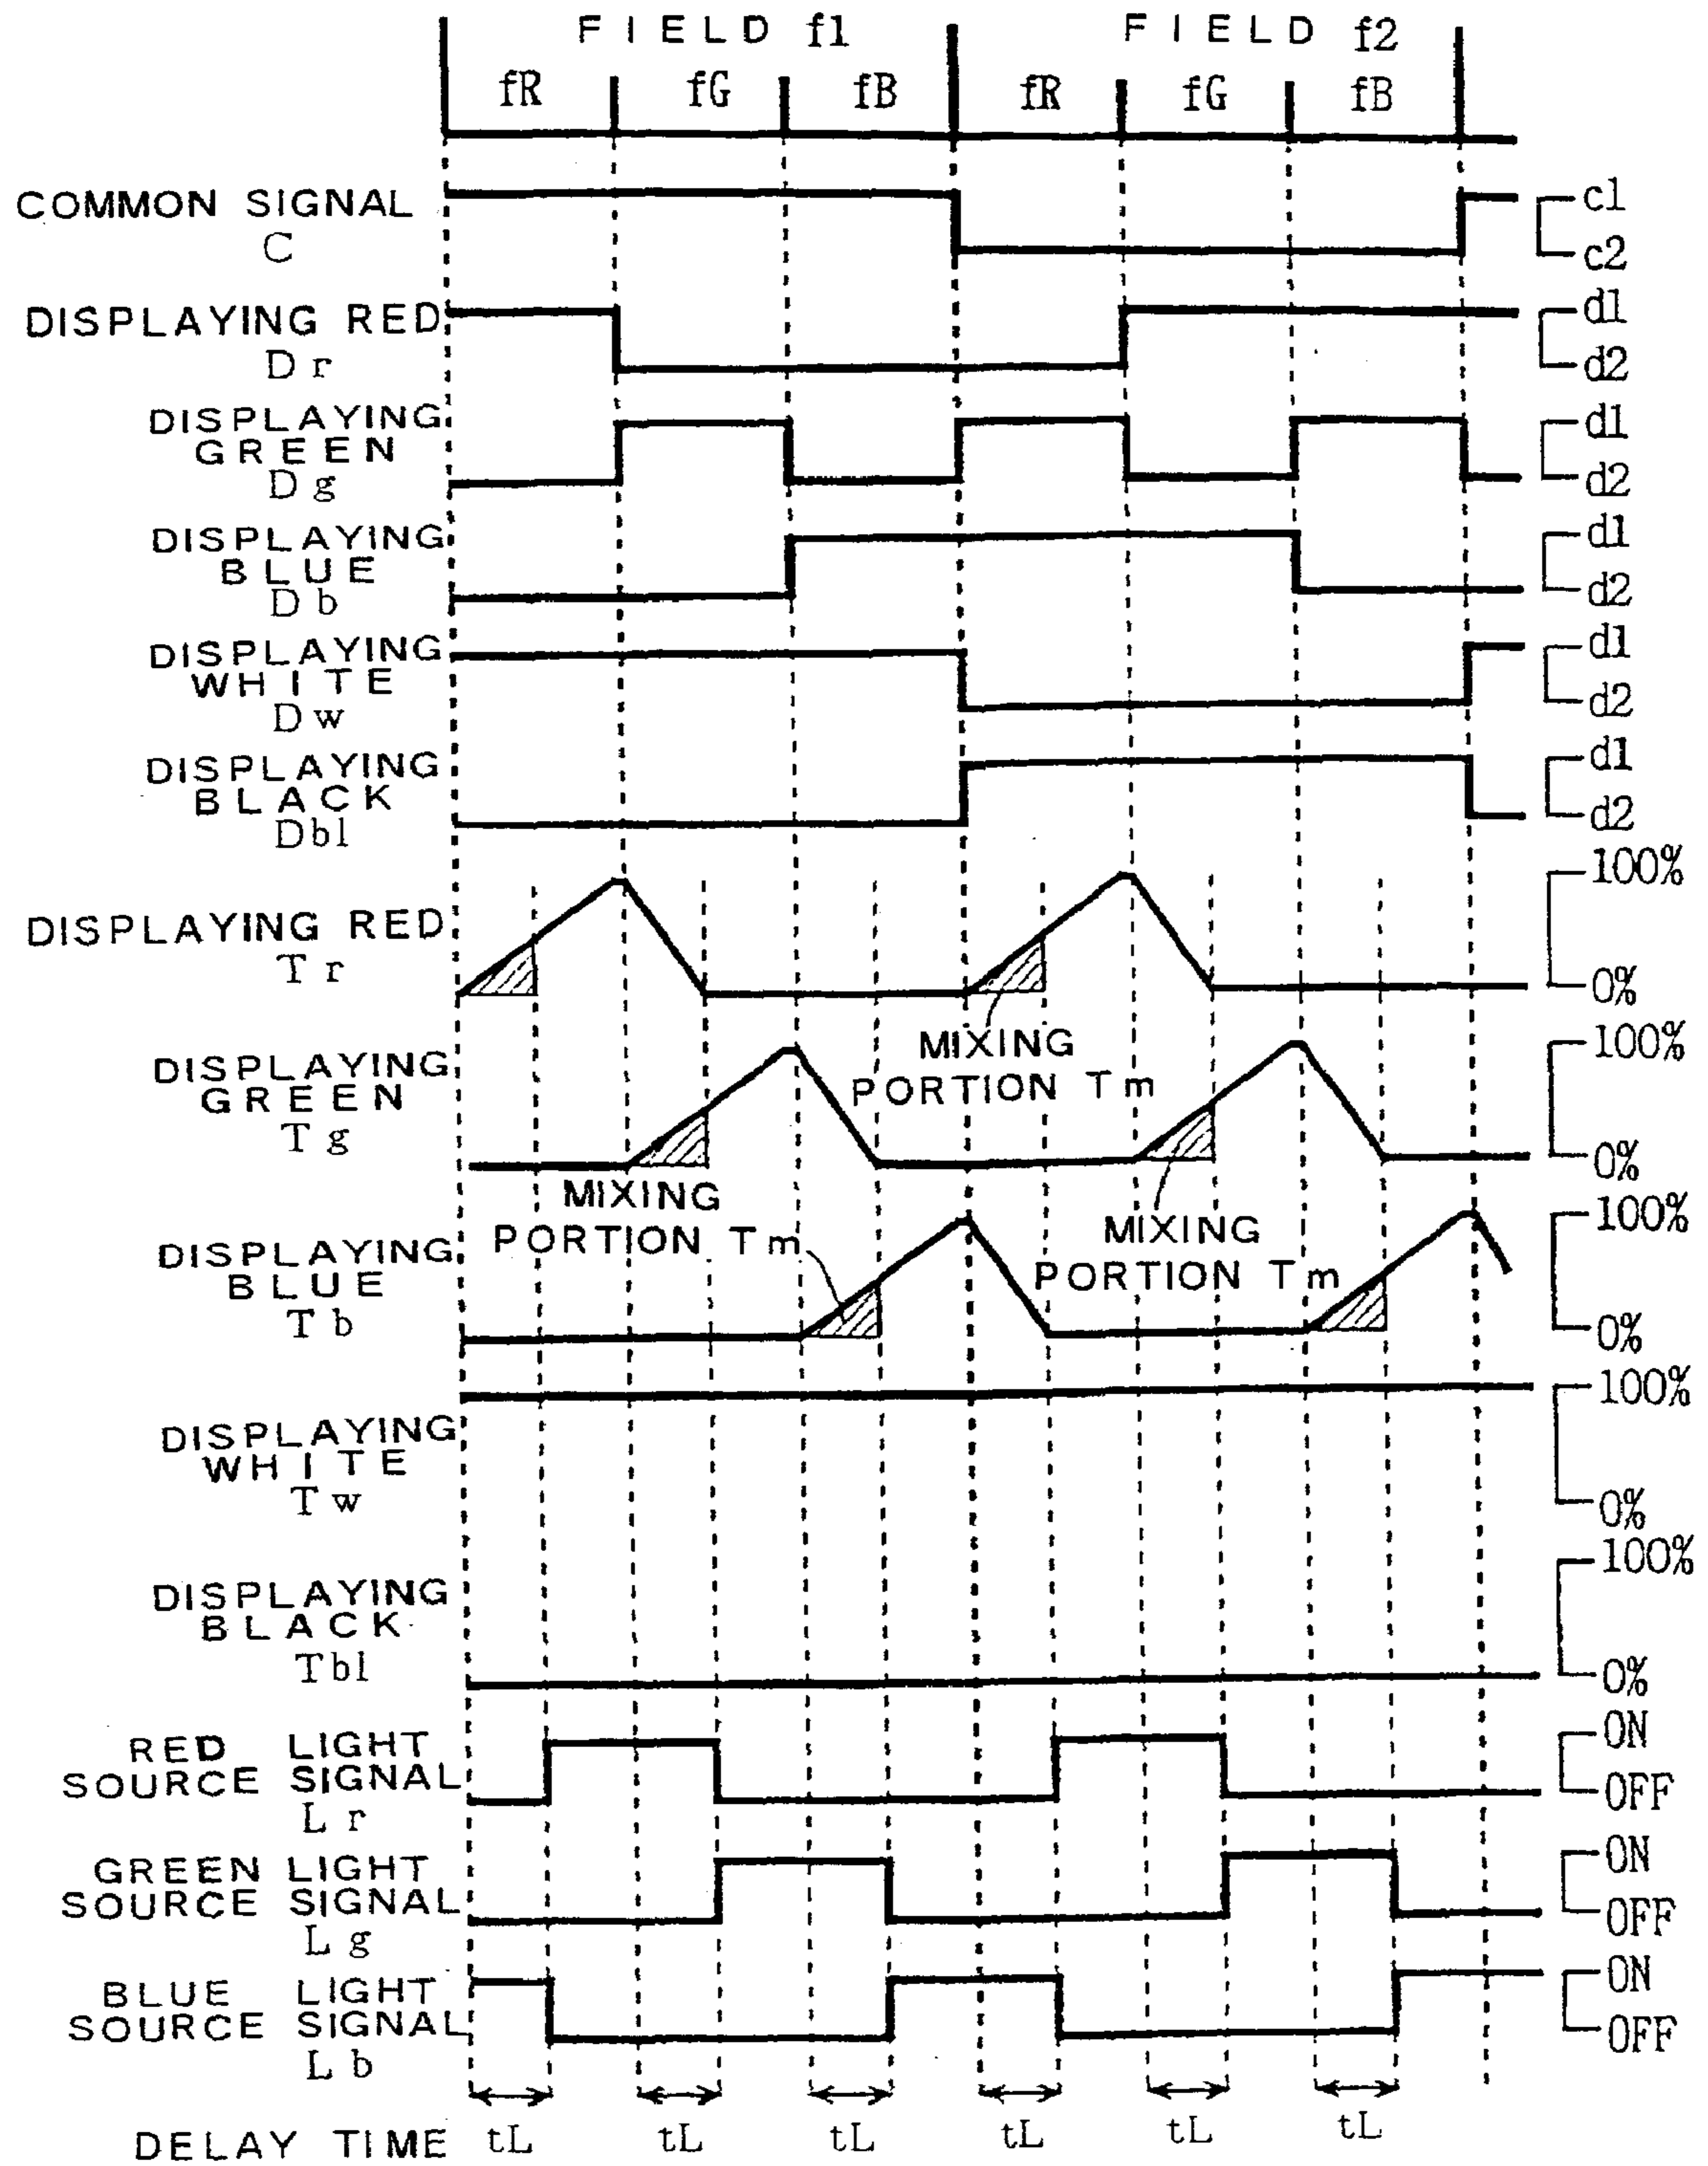 FIELD f1
FIELD f2
fR
fG
fB
fR
fG
fB
COMMON SIGNAL
C
c1
c2
DISPLAYING RED
Dr
d1
d2
DISPLAYING
GREEN
Dg
d1
d2
DISPLAYING
BLUE
Db
d1
d2
DISPLAYING
WHITE
Dw
d1
d2
DISPLAYING
BLACK
Dbl
d1
d2
DISPLAYING RED
Tr
100%
0%
MIXING
PORTION Tm
DISPLAYING
GREEN
Tg
100%
0%
MIXING
PORTION Tm
MIXING
PORTION Tm
DISPLAYING
BLUE
Tb
100%
0%
DISPLAYING
WHITE
Tw
100%
0%
DISPLAYING
BLACK
Tbl
100%
0%
RED LIGHT
SOURCE SIGNAL
Lr
ON
OFF
GREEN LIGHT
SOURCE SIGNAL
Lg
ON
OFF
BLUE LIGHT
SOURCE SIGNAL
Lb
ON
OFF
DELAY TIME
tL
tL
tL
tL
tL
tL